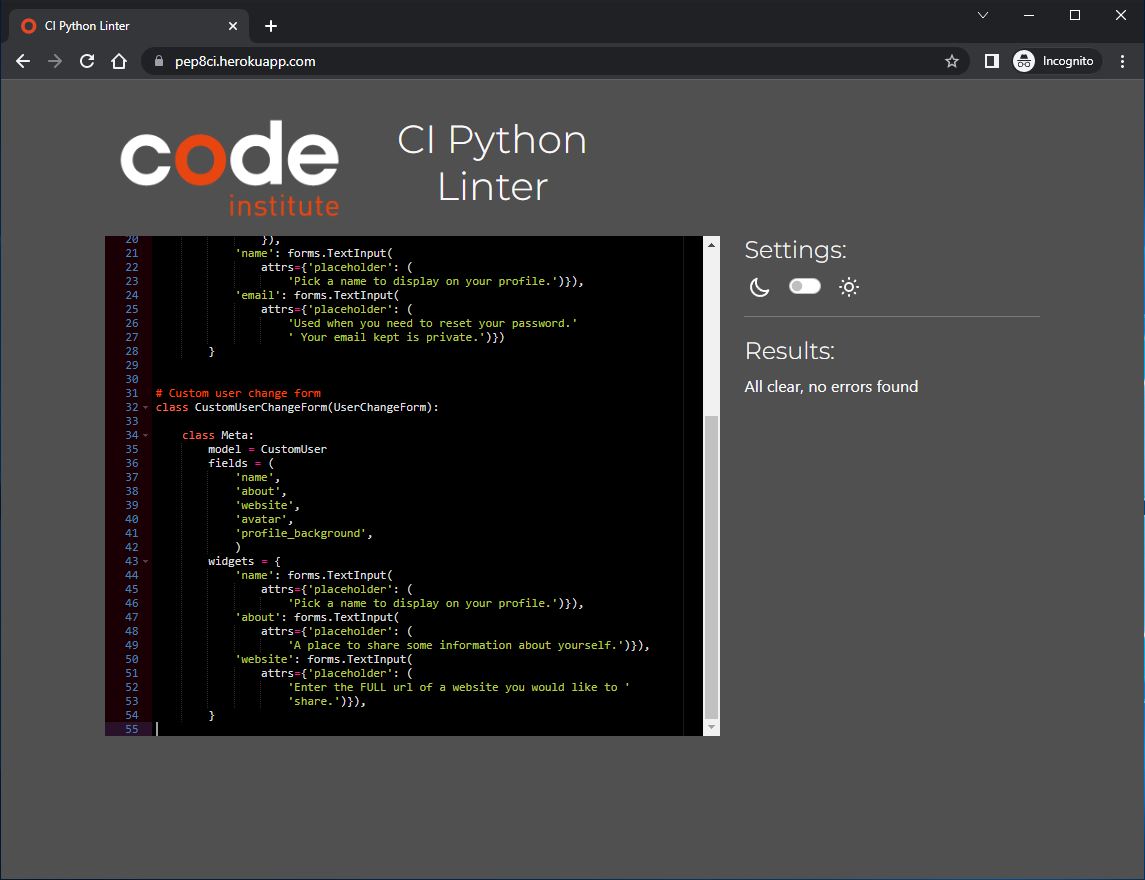 CI Python Linter
pep8ci.herokuapp.com
Incognito
code
institute
CI Python
Linter
20                 }),
21             'name': forms.TextInput(
22                 attrs={'placeholder': (
23                     'Pick a name to display on your profile.')}),
24             'email': forms.TextInput(
25                 attrs={'placeholder': (
26                     'Used when you need to reset your password.'
27                     ' Your email kept is private.')})
28         }
29
30
31 # Custom user change form
32 class CustomUserChangeForm(UserChangeForm):
33
34     class Meta:
35         model = CustomUser
36         fields = (
37             'name',
38             'about',
39             'website',
40             'avatar',
41             'profile_background',
42             )
43         widgets = {
44             'name': forms.TextInput(
45                 attrs={'placeholder': (
46                     'Pick a name to display on your profile.')}),
47             'about': forms.TextInput(
48                 attrs={'placeholder': (
49                     'A place to share some information about yourself.')}),
50             'website': forms.TextInput(
51                 attrs={'placeholder': (
52                     'Enter the FULL url of a website you would like to '
53                     'share.')}),
54         }
55
Settings:
Results:
All clear, no errors found